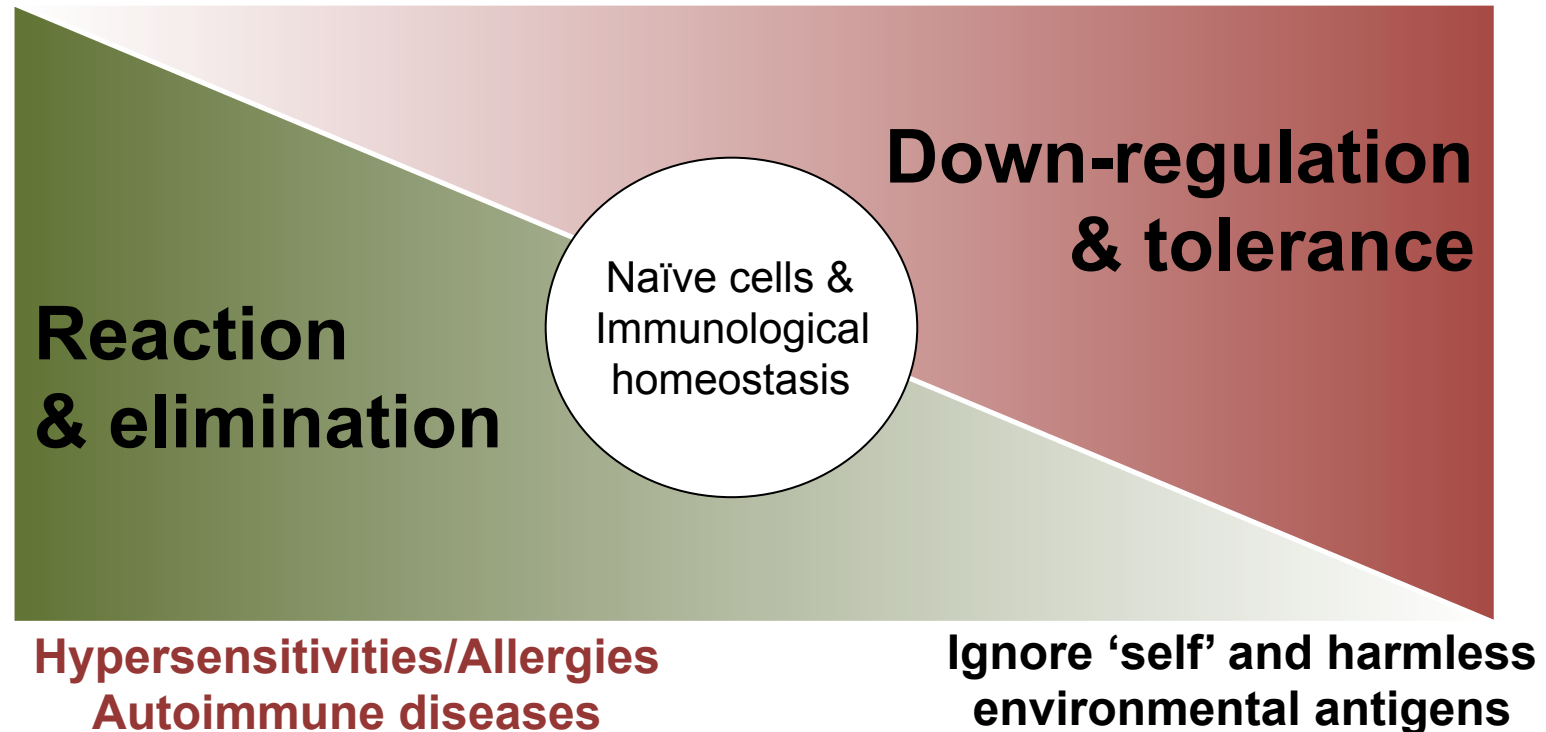 Down-regulation
& tolerance
Naïve cells &
Immunological
homeostasis
Reaction
& elimination
Hypersensitivities/Allergies
Autoimmune diseases
Ignore ‘self’ and harmless
environmental antigens